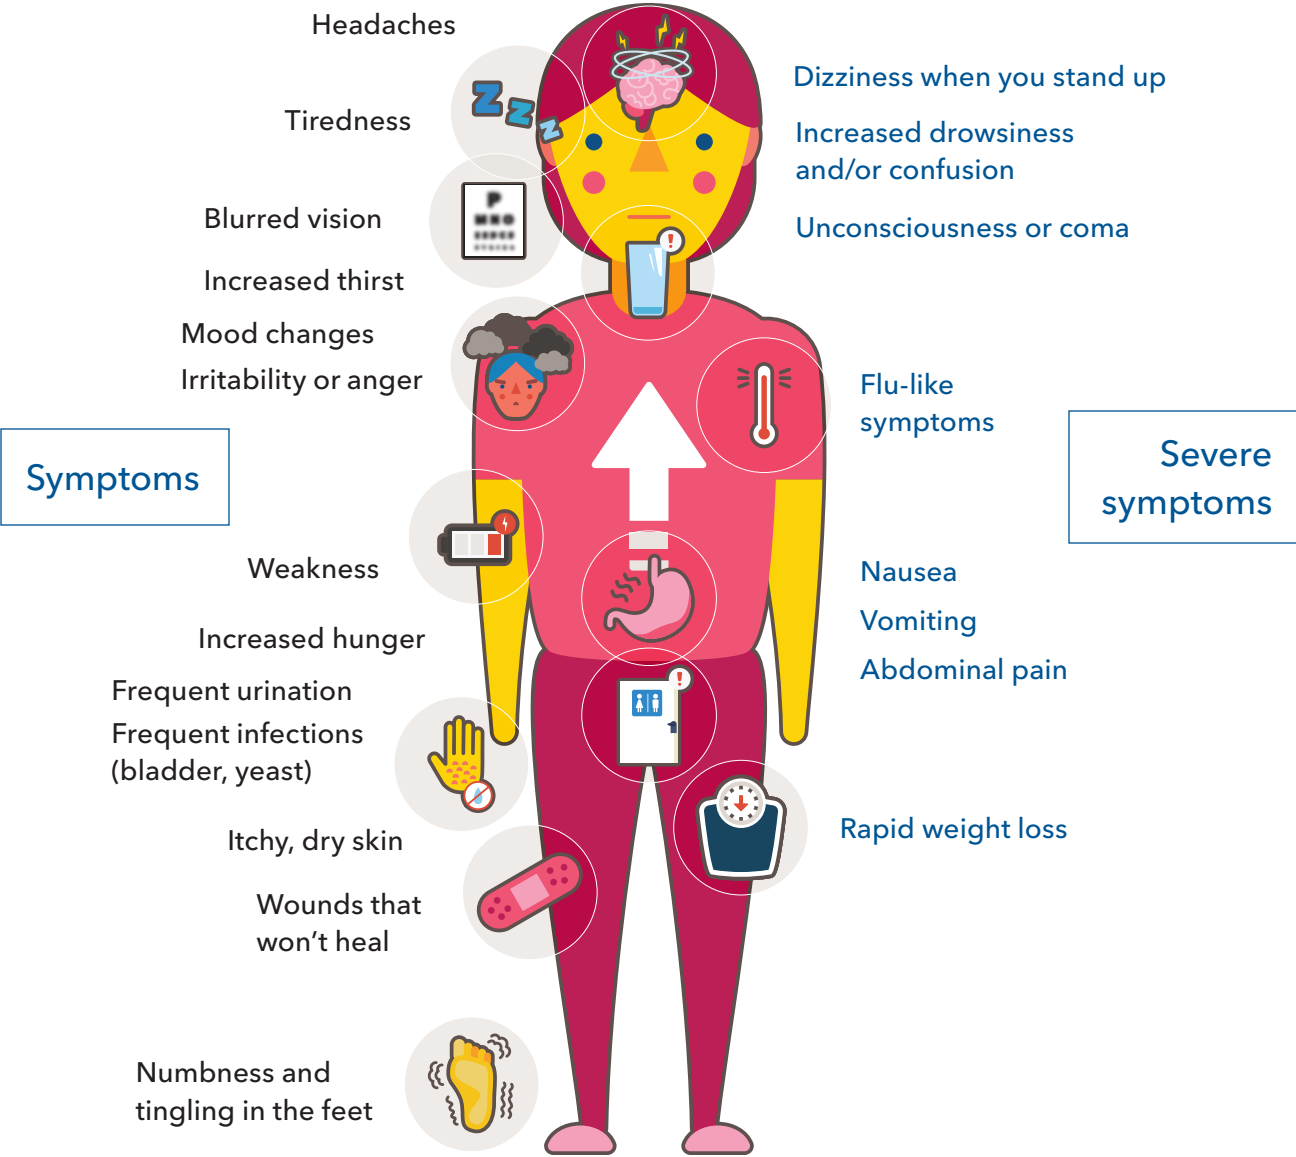 Headaches
Tiredness
Blurred vision
Increased thirst
Mood changes
Irritability or anger
Symptoms
Weakness
Increased hunger
Frequent urination
Frequent infections
(bladder, yeast)
Itchy, dry skin
Wounds that
won’t heal
Numbness and
tingling in the feet
Z
Z
Z
P
M N O
!
!
Dizziness when you stand up
Increased drowsiness
and/or confusion
Unconsciousness or coma
Flu-like
symptoms
Severe
symptoms
Nausea
Vomiting
Abdominal pain
Rapid weight loss